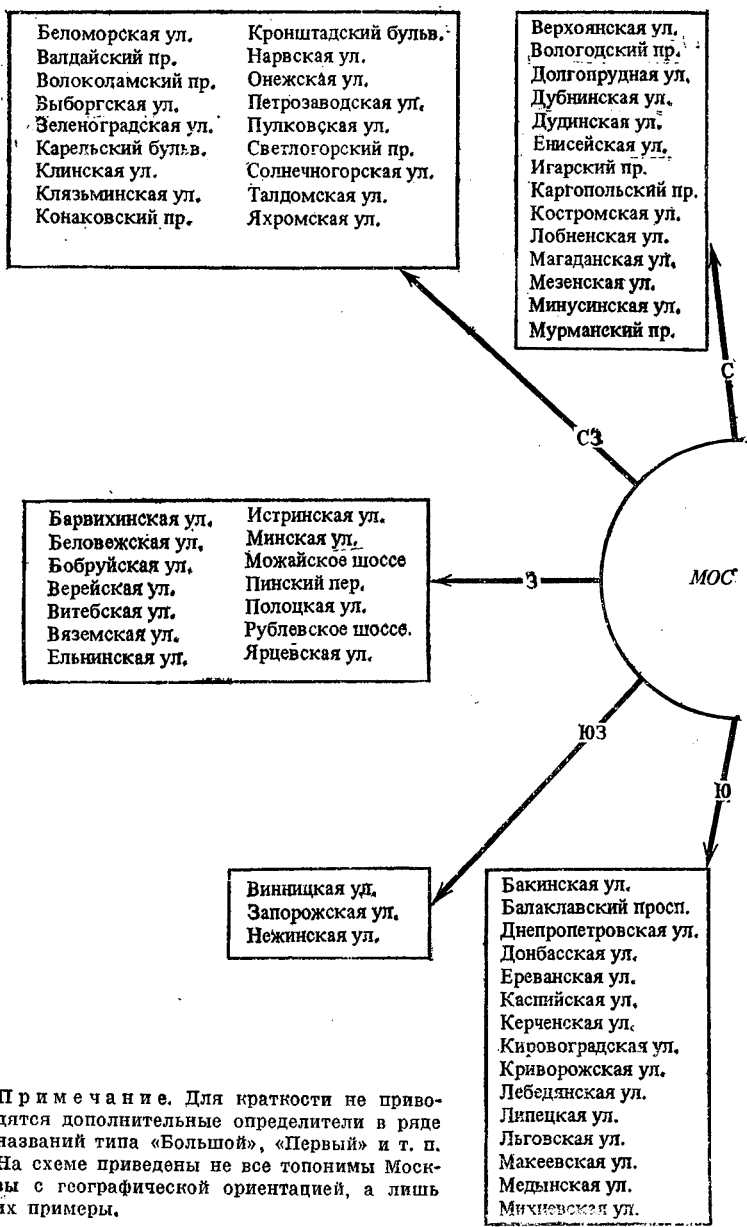 Беломорская ул.
Валдайский пр.
Волоколамский пр.
Выборгская ул.
Зеленоградская ул.
Карельский бульв.
Клинская ул.
Клязьминская ул.
Конаковский пр.
Кронштадский бульв.
Нарвская ул.
Онежская ул.
Петрозаводская ул.
Пулковская ул.
Светлогорский пр.
Солнечногорская ул.
Талдомская ул.
Яхромская ул.
Верхоянская ул.
Вологодский пр.
Долгопрудная ул.
Дубнинская ул.
Дудинская ул.
Енисейская ул.
Игарский пр.
Каргопольский пр.
Костромская ул.
Лобненская ул.
Магаданская ул.
Мезенская ул.
Минусинская ул.
Мурманский пр.
С
СЗ
Барвихинская ул.
Беловежская ул.
Бобруйская ул.
Верейская ул.
Витебская ул.
Вяземская ул.
Ельнинская ул.
Истринская ул.
Минская ул.
Можайское шоссе
Пинский пер.
Полоцкая ул.
Рублевское шоссе.
Ярцевская ул.
З
МОС
ЮЗ
Ю
Винницкая ул.
Запорожская ул.
Нежинская ул.
Бакинская ул.
Балаклавский просп.
Днепропетровская ул.
Донбасская ул.
Ереванская ул.
Каспийская ул.
Керченская ул.
Кировоградская ул.
Криворожская ул.
Лебедянская ул.
Липецкая ул.
Льговская ул.
Макеевская ул.
Медынская ул.
Михневская ул.
Примечание. Для краткости не приво-
дятся дополнительные определители в ряде
названий типа «Большой», «Первый» и т. п.
На схеме приведены не все топонимы Моск-
вы с географической ориентацией, а лишь
их примеры.